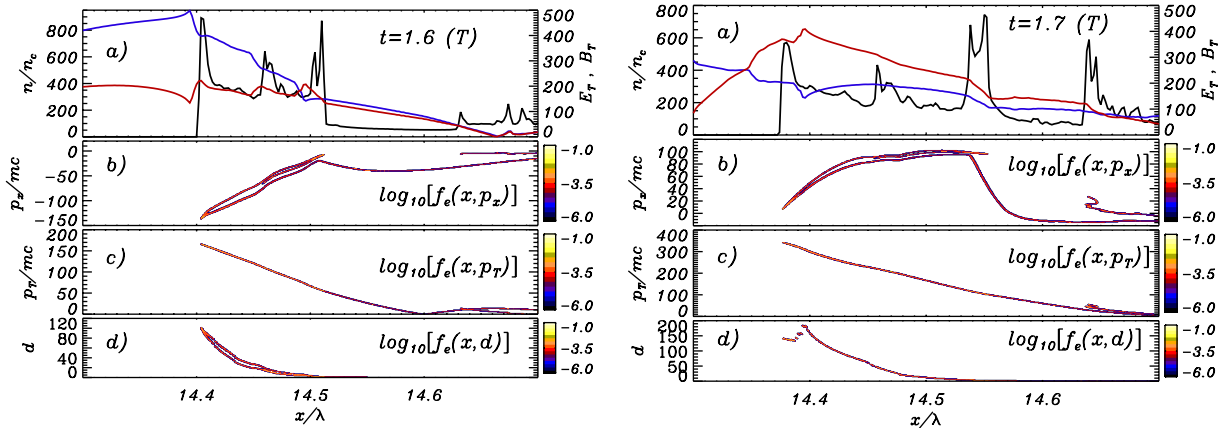 800
600
400
200
0
n/n_c
a)
t=1.6 (T)
500
400
300
200
100
0
E_T , B_T
0
−50
−100
−150
p_x/mc
b)
log_10[f_e(x,p_x)]
−1.0
−3.5
−6.0
200
150
100
50
0
p_T/mc
c)
log_10[f_e(x,p_T)]
−1.0
−3.5
−6.0
120
80
40
0
d
d)
log_10[f_e(x,d)]
−1.0
−3.5
−6.0
14.4
14.5
14.6
x/λ
800
600
400
200
0
n/n_c
a)
t=1.7 (T)
500
400
300
200
100
0
E_T , B_T
100
80
60
40
20
0
p_x/mc
b)
log_10[f_e(x,p_x)]
−1.0
−3.5
−6.0
400
300
200
100
0
p_T/mc
c)
log_10[f_e(x,p_T)]
−1.0
−3.5
−6.0
200
150
100
50
0
d
d)
log_10[f_e(x,d)]
−1.0
−3.5
−6.0
14.4
14.5
14.6
x/λ